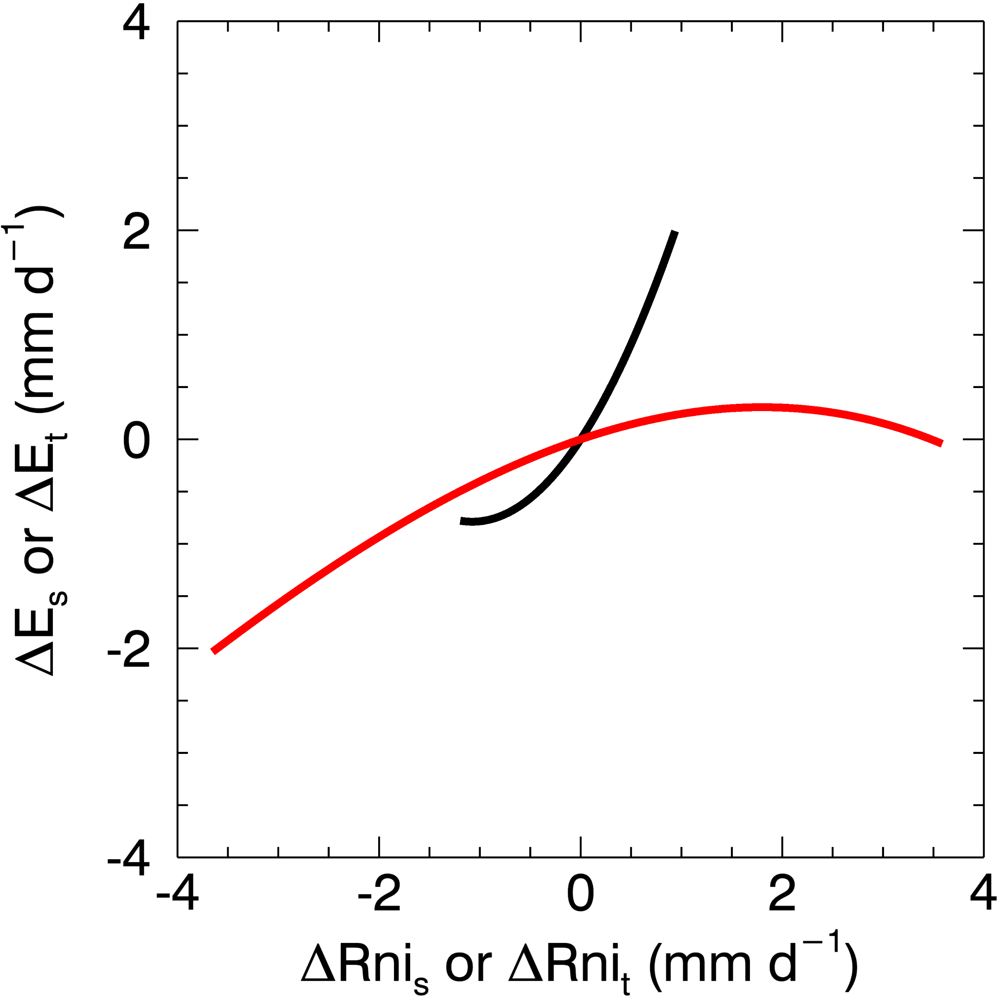 4
2
0
-2
-4
-4 -2 0 2 4
ΔEs or ΔEt (mm d−1)
ΔRnis or ΔRnit (mm d−1)